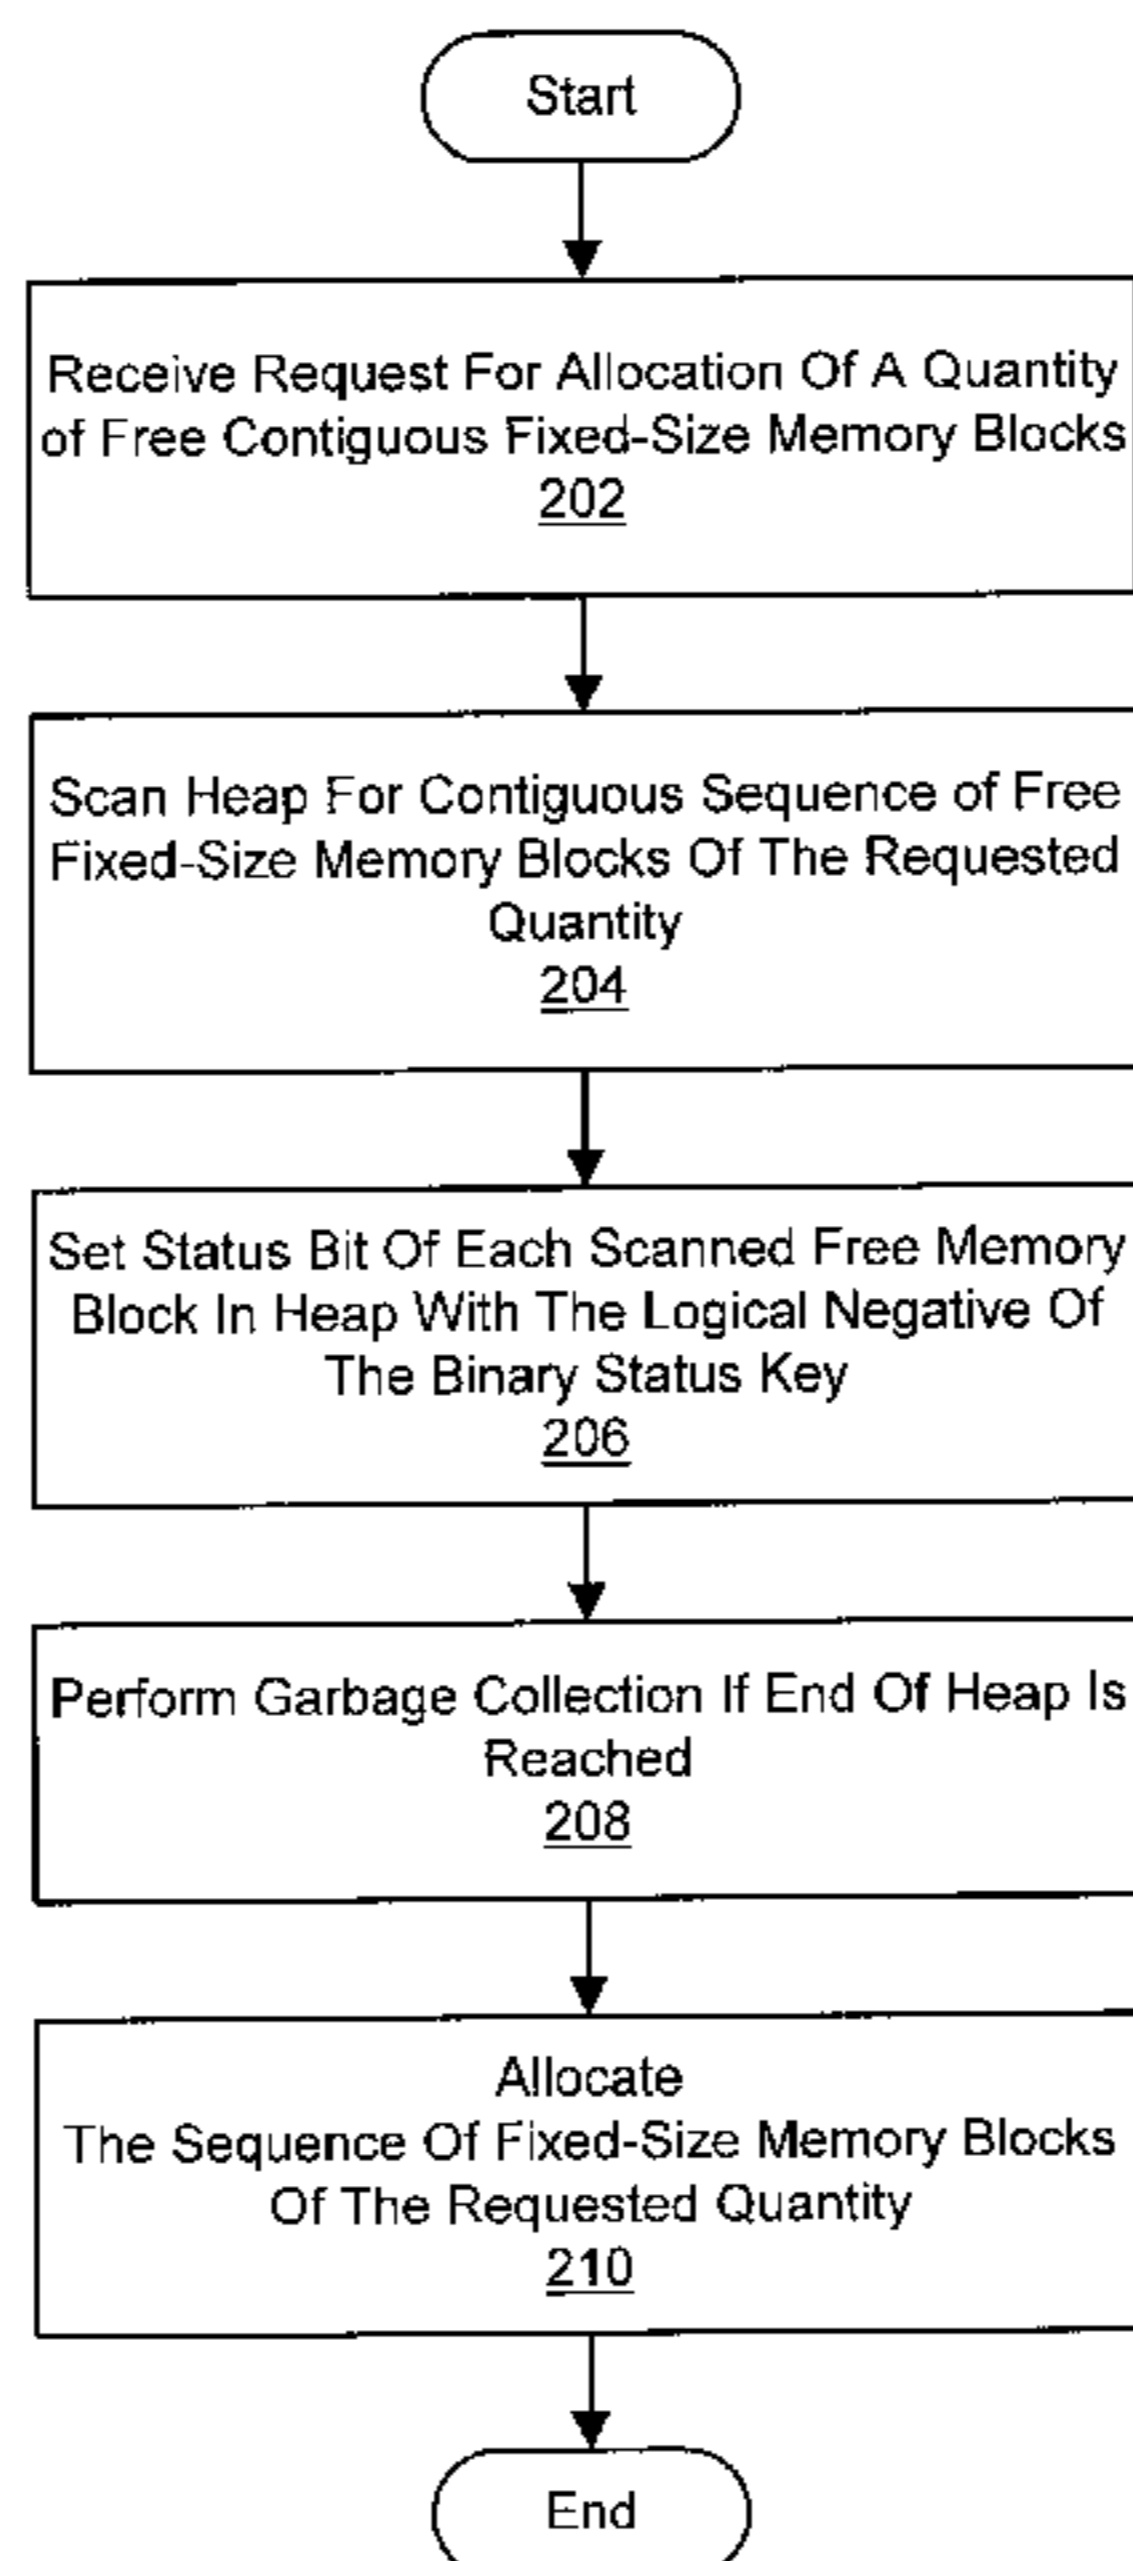 Start
Receive Request For Allocation Of A Quantity
of Free Contiguous Fixed-Size Memory Blocks
202
Scan Heap For Contiguous Sequence of Free
Fixed-Size Memory Blocks Of The Requested
Quantity
204
Set Status Bit Of Each Scanned Free Memory
Block In Heap With The Logical Negative Of
The Binary Status Key
206
Perform Garbage Collection If End Of Heap Is
Reached
208
Allocate
The Sequence Of Fixed-Size Memory Blocks
Of The Requested Quantity
210
End